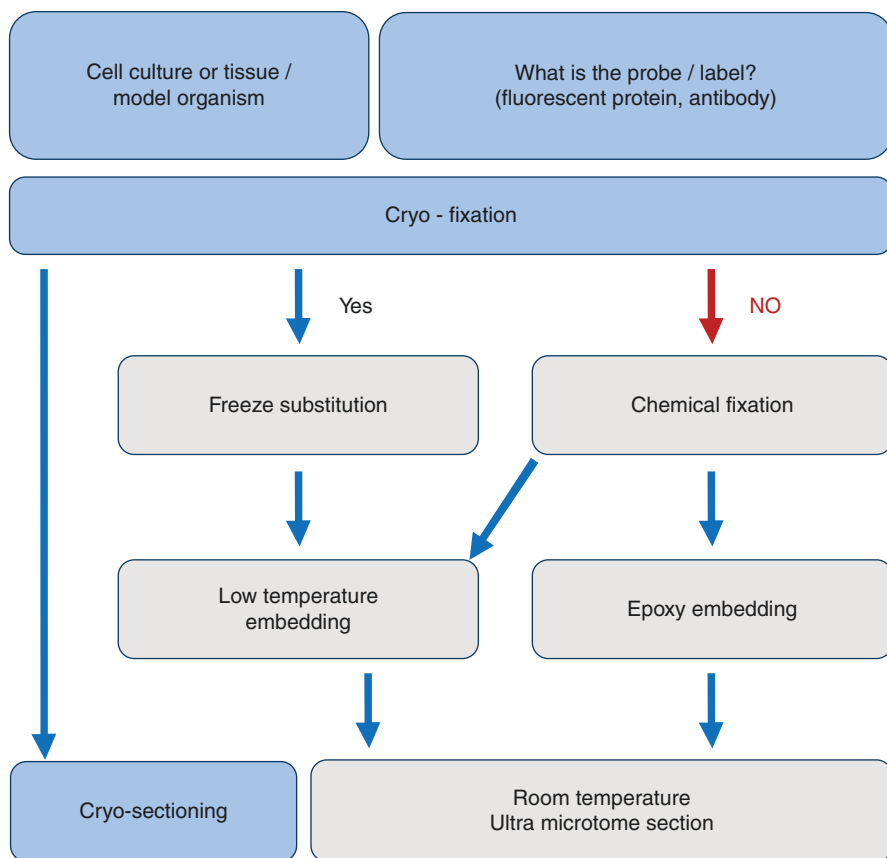 Cell culture or tissue /
model organism
What is the probe / label?
(fluorescent protein, antibody)
Cryo - fixation
Yes
NO
Freeze substitution
Chemical fixation
Low temperature
embedding
Epoxy embedding
Cryo-sectioning
Room temperature
Ultra microtome section